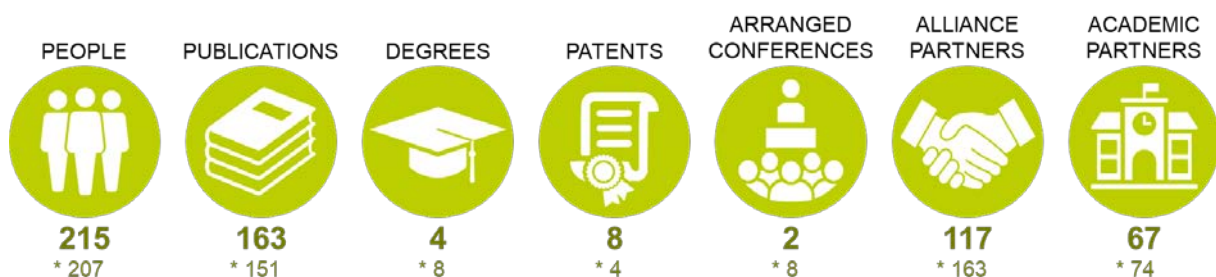 PEOPLE
PUBLICATIONS
DEGREES
PATENTS
ARRANGED
CONFERENCES
ALLIANCE
PARTNERS
ACADEMIC
PARTNERS
215
163
4
8
2
117
67
* 207
* 151
* 8
* 4
* 8
* 163
* 74